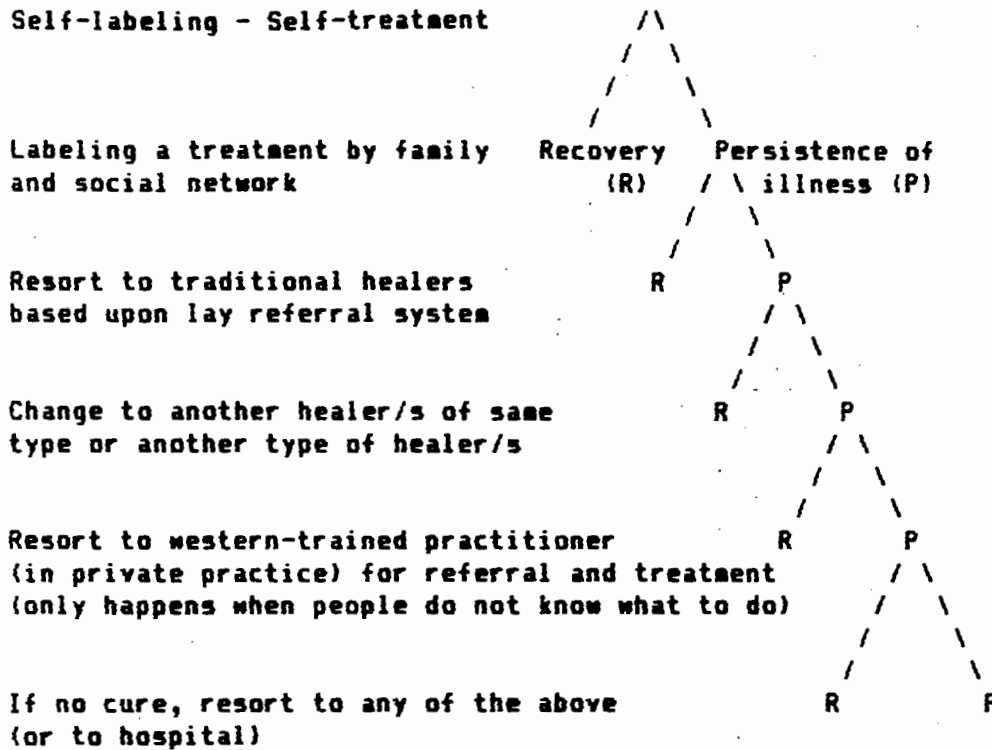 Self-labeling - Self-treatment
Labeling a treatment by family Recovery Persistence of
and social network (R) illness (P)
Resort to traditional healers R P
based upon lay referral system
Change to another healer/s of same R P
type or another type of healer/s
Resort to western-trained practitioner R P
(in private practice) for referral and treatment
(only happens when people do not know what to do)
If no cure, resort to any of the above R P
(or to hospital)